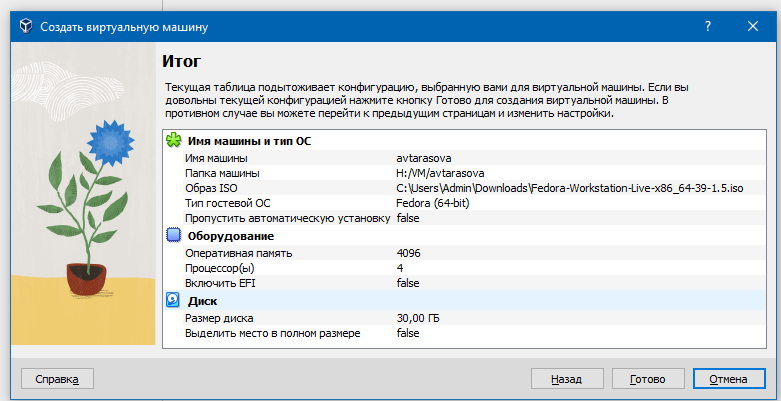 Создать виртуальную машину
?
Итог
Текущая таблица подытоживает конфигурацию, выбранную вами для виртуальной машины. Если вы
довольны текущей конфигурацией нажмите кнопку Готово для создания виртуальной машины. В
противном случае вы можете перейти к предыдущим страницам и изменить настройки.
Имя машины и тип ОС
Имя машины avtarasova
Папка машины H:/VM/avtarasova
Образ ISO C:\Users\Admin\Downloads\Fedora-Workstation-Live-x86_64-39-1.5.iso
Тип гостевой ОС Fedora (64-bit)
Пропустить автоматическую установку false
Оборудование
Оперативная память 4096
Процессор(ы) 4
Включить EFI false
Диск
Размер диска 30,00 ГБ
Выделить место в полном размере false
Справка Назад Готово Отмена